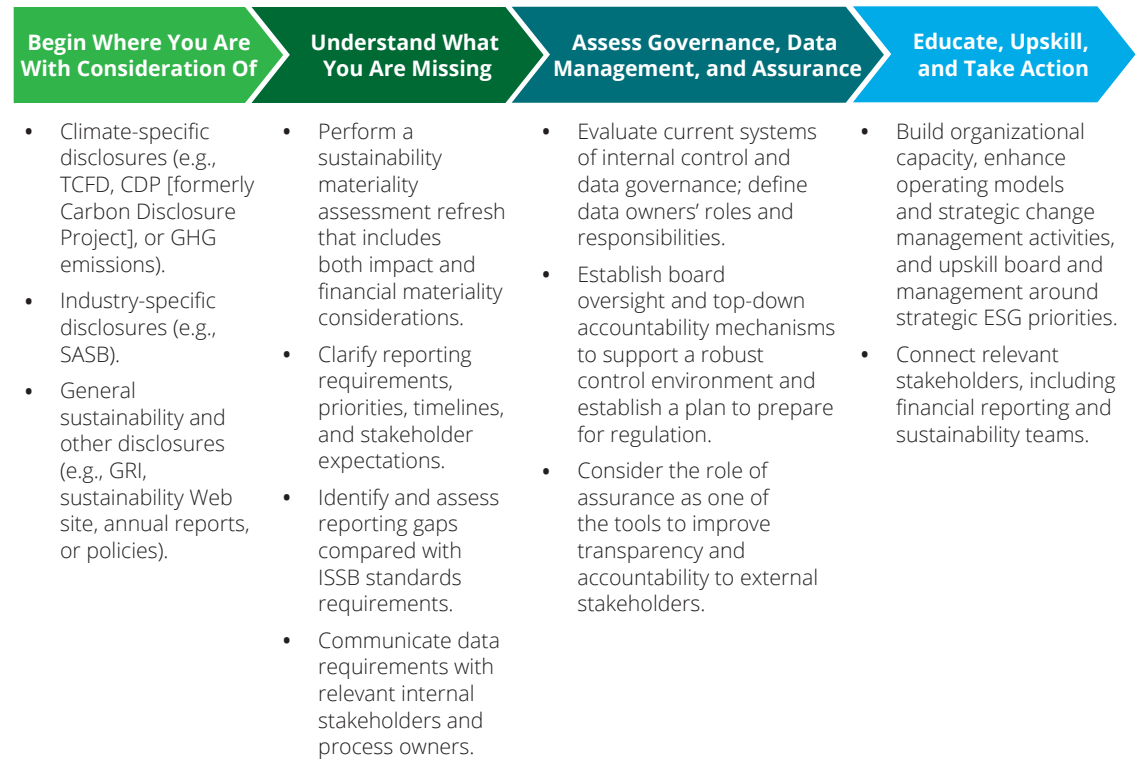 Begin Where You Are
With Consideration Of
Understand What
You Are Missing
Assess Governance, Data
Management, and Assurance
Educate, Upskill,
and Take Action
• Climate-specific
disclosures (e.g.,
TCFD, CDP [formerly
Carbon Disclosure
Project], or GHG
emissions).
• Industry-specific
disclosures (e.g.,
SASB).
• General
sustainability and
other disclosures
(e.g., GRI,
sustainability Web
site, annual reports,
or policies).
• Perform a
sustainability
materiality
assessment refresh
that includes
both impact and
financial materiality
considerations.
• Clarify reporting
requirements,
priorities, timelines,
and stakeholder
expectations.
• Identify and assess
reporting gaps
compared with
ISSB standards
requirements.
• Communicate data
requirements with
relevant internal
stakeholders and
process owners.
• Evaluate current systems
of internal control and
data governance; define
data owners’ roles and
responsibilities.
• Establish board
oversight and top-down
accountability mechanisms
to support a robust
control environment and
establish a plan to prepare
for regulation.
• Consider the role of
assurance as one of
the tools to improve
transparency and
accountability to external
stakeholders.
• Build organizational
capacity, enhance
operating models
and strategic change
management activities,
and upskill board and
management around
strategic ESG priorities.
• Connect relevant
stakeholders, including
financial reporting and
sustainability teams.